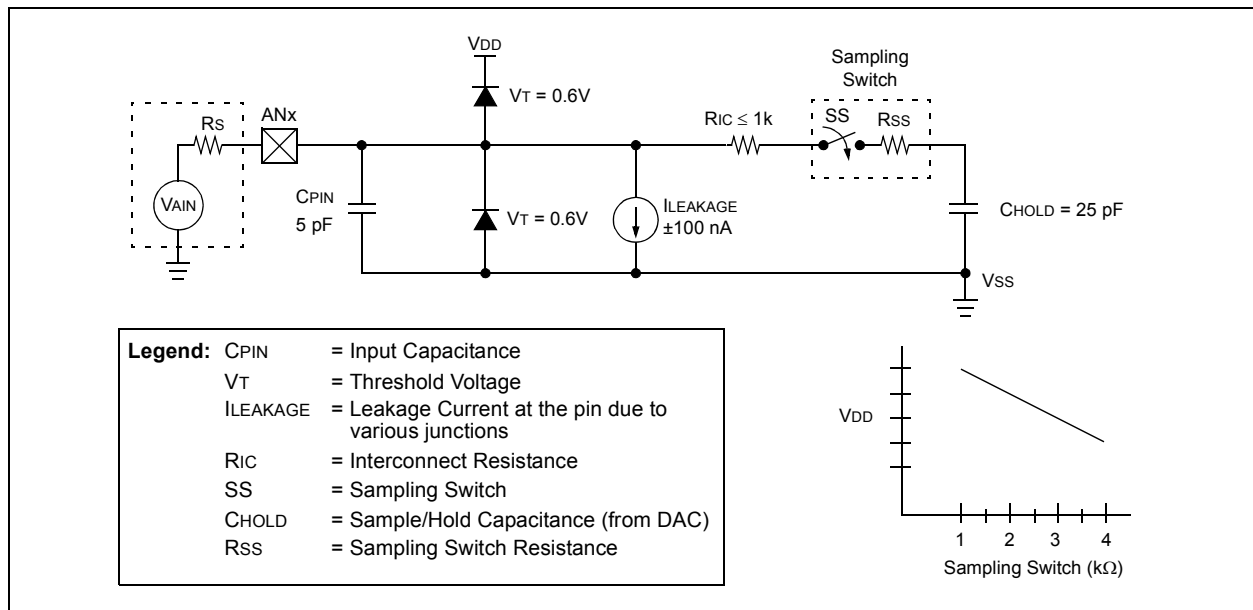 VDD
Sampling
Switch
VT = 0.6V
RS
ANx
RIC ≤ 1k
SS
RSS
VAIN
CPIN
5 pF
VT = 0.6V
ILEAKAGE
±100 nA
CHOLD = 25 pF
VSS
Legend: CPIN = Input Capacitance
VT = Threshold Voltage
ILEAKAGE = Leakage Current at the pin due to
various junctions
RIC = Interconnect Resistance
SS = Sampling Switch
CHOLD = Sample/Hold Capacitance (from DAC)
RSS = Sampling Switch Resistance
VDD
1 2 3 4
Sampling Switch (kΩ)